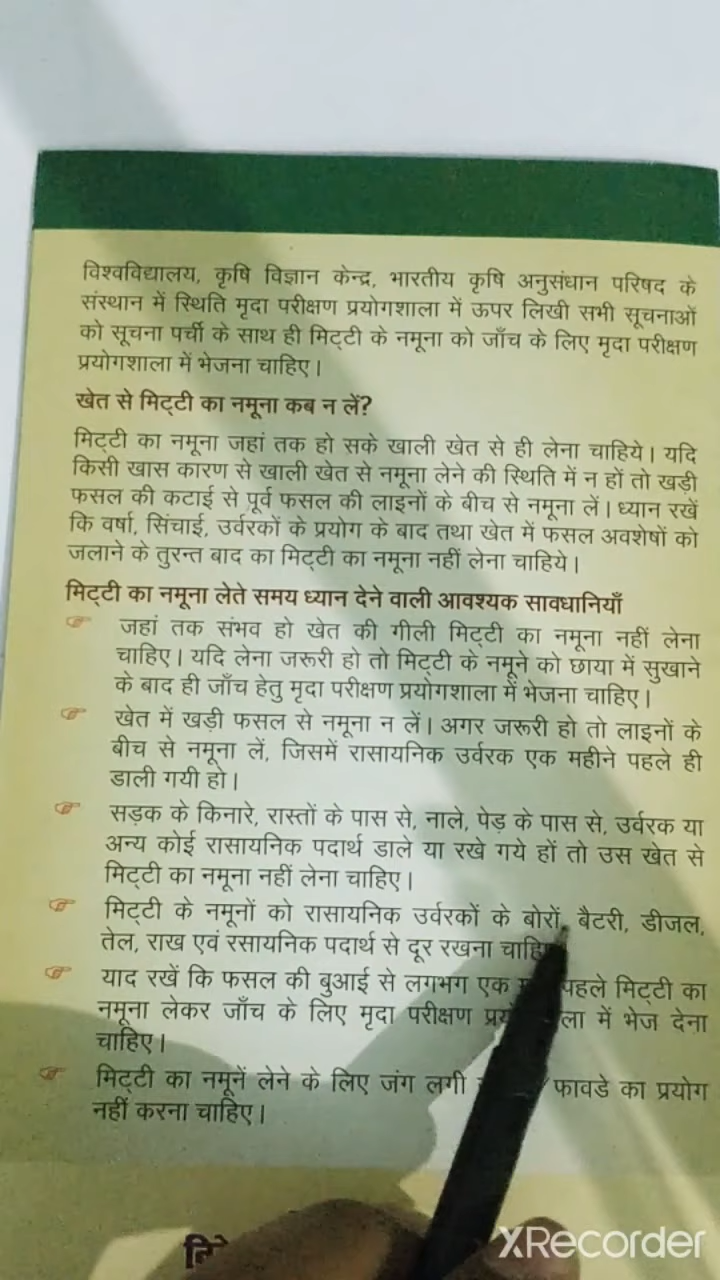 विश्वविद्यालय, कृषि विज्ञान केन्द्र, भारतीय कृषि अनुसंधान परिषद के
संस्थान में स्थिति मृदा परीक्षण प्रयोगशाला में ऊपर लिखी सभी सूचनाओं
को सूचना पर्ची के साथ ही मिट्टी के नमूना को जाँच के लिए मृदा परीक्षण
प्रयोगशाला में भेजना चाहिए।
खेत से मिट्टी का नमूना कब न लें?
मिट्टी का नमूना जहां तक हो सके खाली खेत से ही लेना चाहिये। यदि
किसी खास कारण से खाली खेत से नमूना लेने की स्थिति में न हों तो खड़ी
फसल की कटाई से पूर्व फसल की लाइनों के बीच से नमूना लें। ध्यान रखें
कि वर्षा, सिंचाई, उर्वरकों के प्रयोग के बाद तथा खेत में फसल अवशेषों को
जलाने के तुरन्त बाद का मिट्टी का नमूना नहीं लेना चाहिये।
मिट्टी का नमूना लेते समय ध्यान देने वाली आवश्यक सावधानियाँ
जहां तक संभव हो खेत की गीली मिट्टी का नमूना नहीं लेना
चाहिए। यदि लेना जरूरी हो तो मिट्टी के नमूने को छाया में सुखाने
के बाद ही जाँच हेतु मृदा परीक्षण प्रयोगशाला में भेजना चाहिए।
खेत में खड़ी फसल से नमूना न लें। अगर जरूरी हो तो लाइनों के
बीच से नमूना लें, जिसमें रासायनिक उर्वरक एक महीने पहले ही
डाली गयी हो।
सड़क के किनारे, रास्तों के पास से, नाले, पेड़ के पास से, उर्वरक या
अन्य कोई रासायनिक पदार्थ डाले या रखे गये हों तो उस खेत से
मिट्टी का नमूना नहीं लेना चाहिए।
मिट्टी के नमूनों को रासायनिक उर्वरकों के बोरों, बैटरी, डीजल,
तेल, राख एवं रसायनिक पदार्थ से दूर रखना
याद रखें कि फसल की बुआई से लगभग एक पहले मिट्टी का
नमूना लेकर जाँच के लिए मृदा परीक्षण में भेज देना
चाहिए।
मिट्टी का नमूनें लेने के लिए जंग लगी फावडे का प्रयोग
नहीं करना चाहिए।
XRecorder